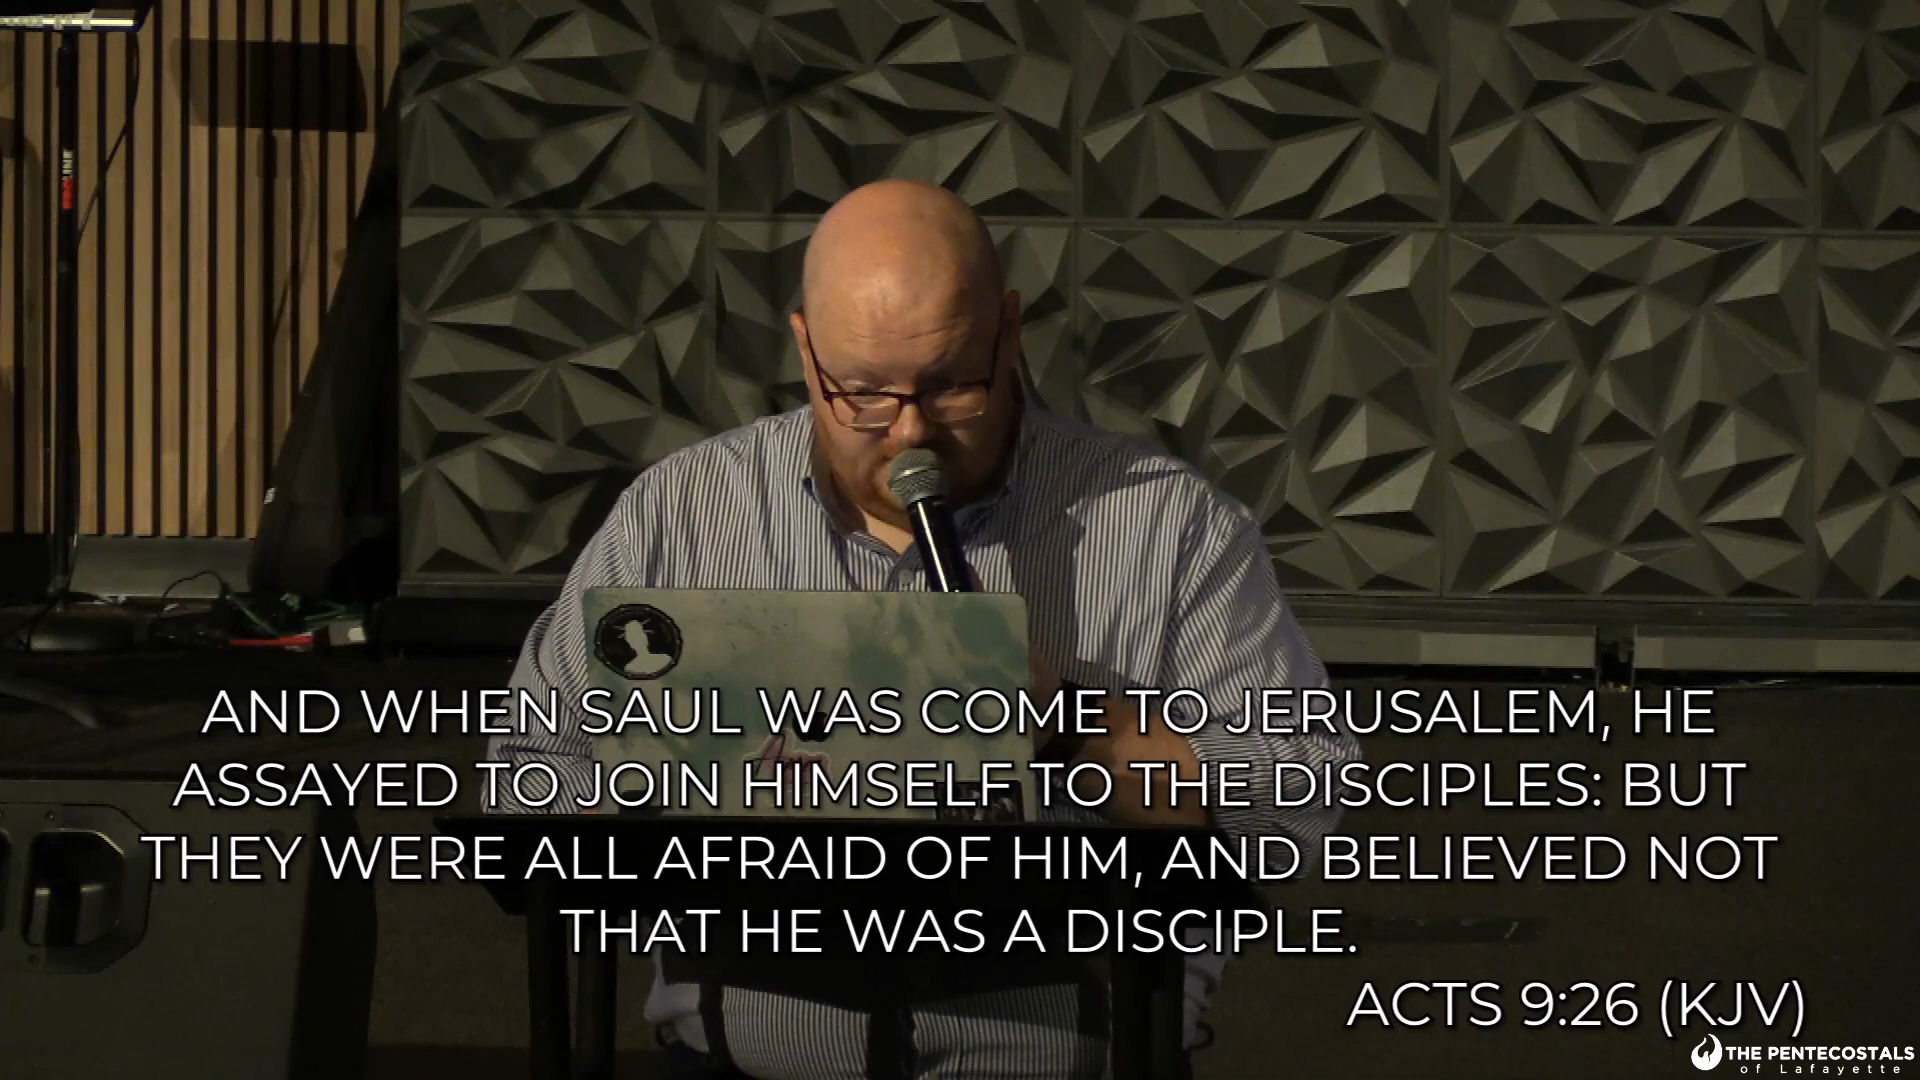 AND WHEN SAUL WAS COME TO JERUSALEM, HE
ASSAYED TO JOIN HIMSELF TO THE DISCIPLES: BUT
THEY WERE ALL AFRAID OF HIM, AND BELIEVED NOT
THAT HE WAS A DISCIPLE.
ACTS 9:26 (KJV)
THE PENTECOSTALS
of Lafayette